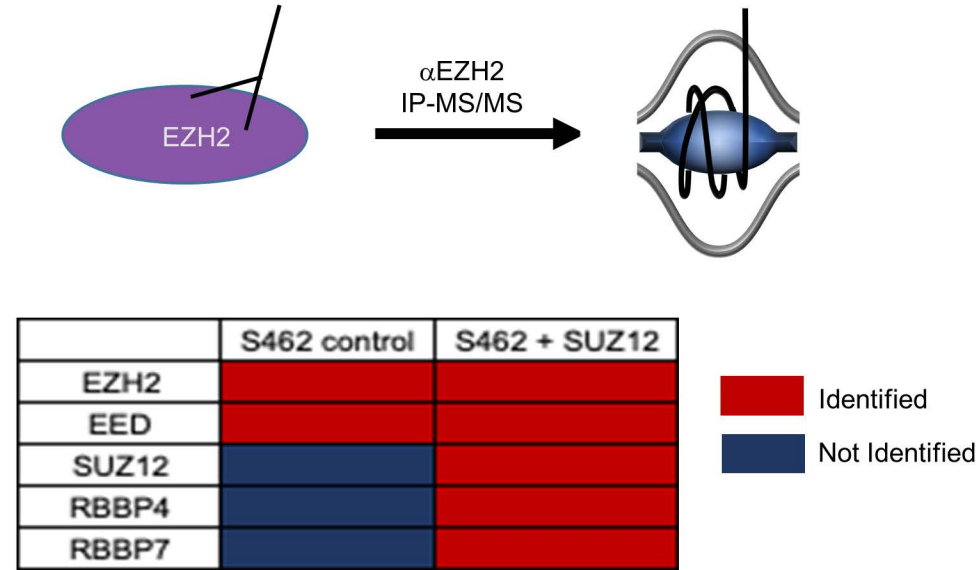 EZH2
αEZH2
IP-MS/MS
S462 control S462 + SUZ12
EZH2
EED
SUZ12
RBBP4
RBBP7
Identified
Not Identified